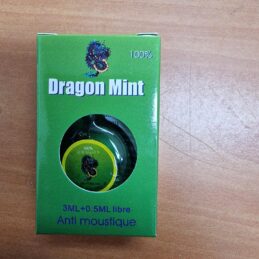 100%
Dragon Mint
3ML+0.5ML libre
Anti moustique